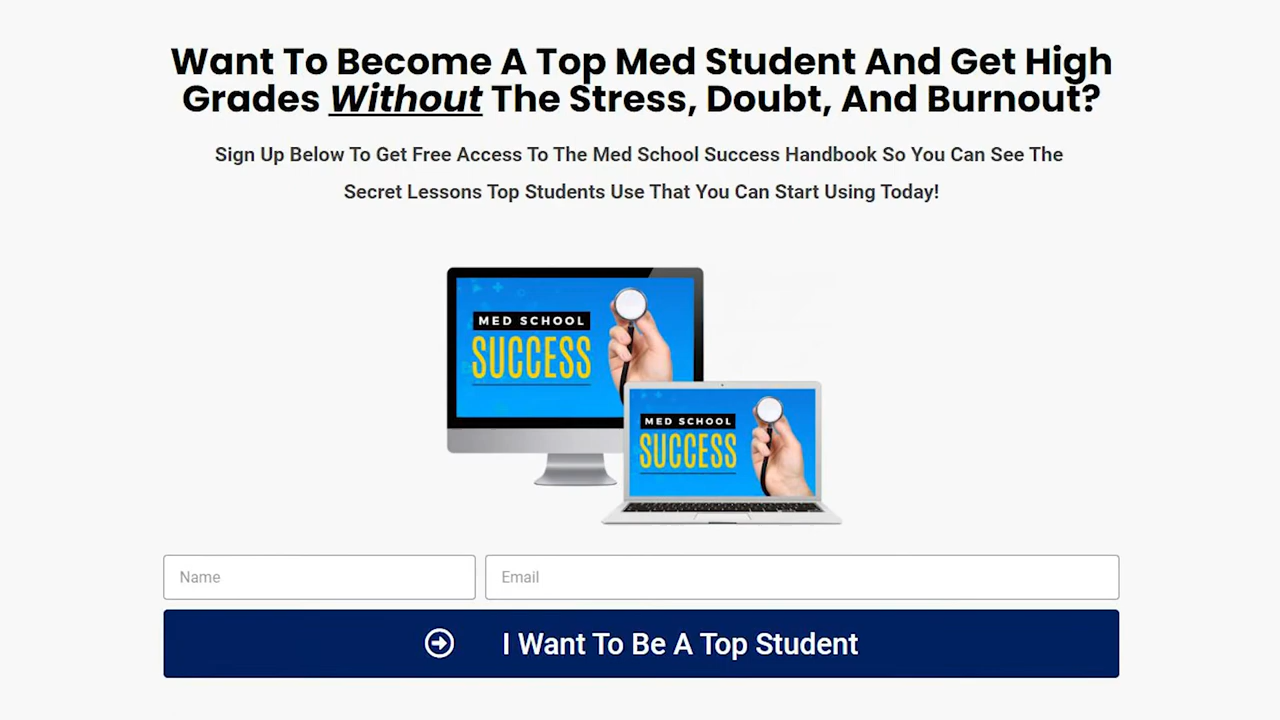 Want To Become A Top Med Student And Get High
Grades Without The Stress, Doubt, And Burnout?
Sign Up Below To Get Free Access To The Med School Success Handbook So You Can See The
Secret Lessons Top Students Use That You Can Start Using Today!
MED SCHOOL
SUCCESS
MED SCHOOL
SUCCESS
Name
Email
I Want To Be A Top Student